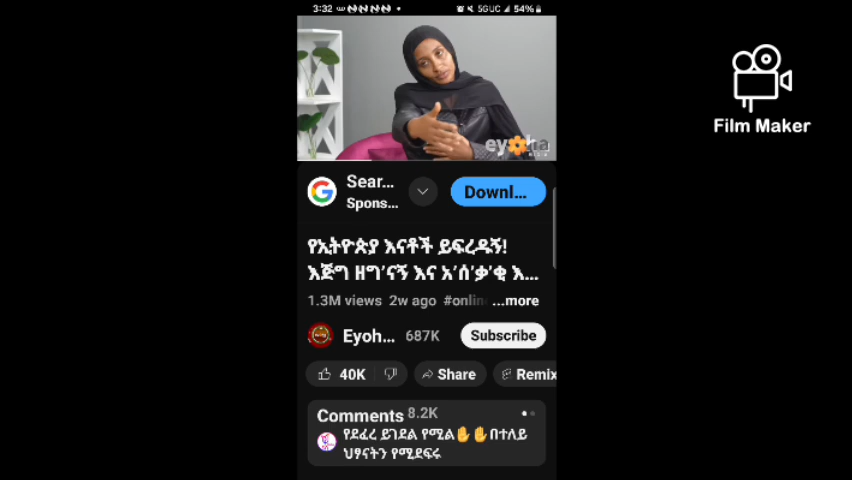 3:32
5GUC 54%
Film Maker
eyoha
Sear...
Spons...
Downl...
የኢትዮጵያ እናቶች ይፍረዱኝ!
እጅግ ዘግ'ናኝ እና አ'ሰ'ቃ'ቂ እ...
1.3M views 2w ago #onlin ...more
Eyoh... 687K Subscribe
40K Share Remix
Comments 8.2K
የደፈረ ይገደል የሚል✋✋በተለይ
ህፃናትን የሚደፍሩ